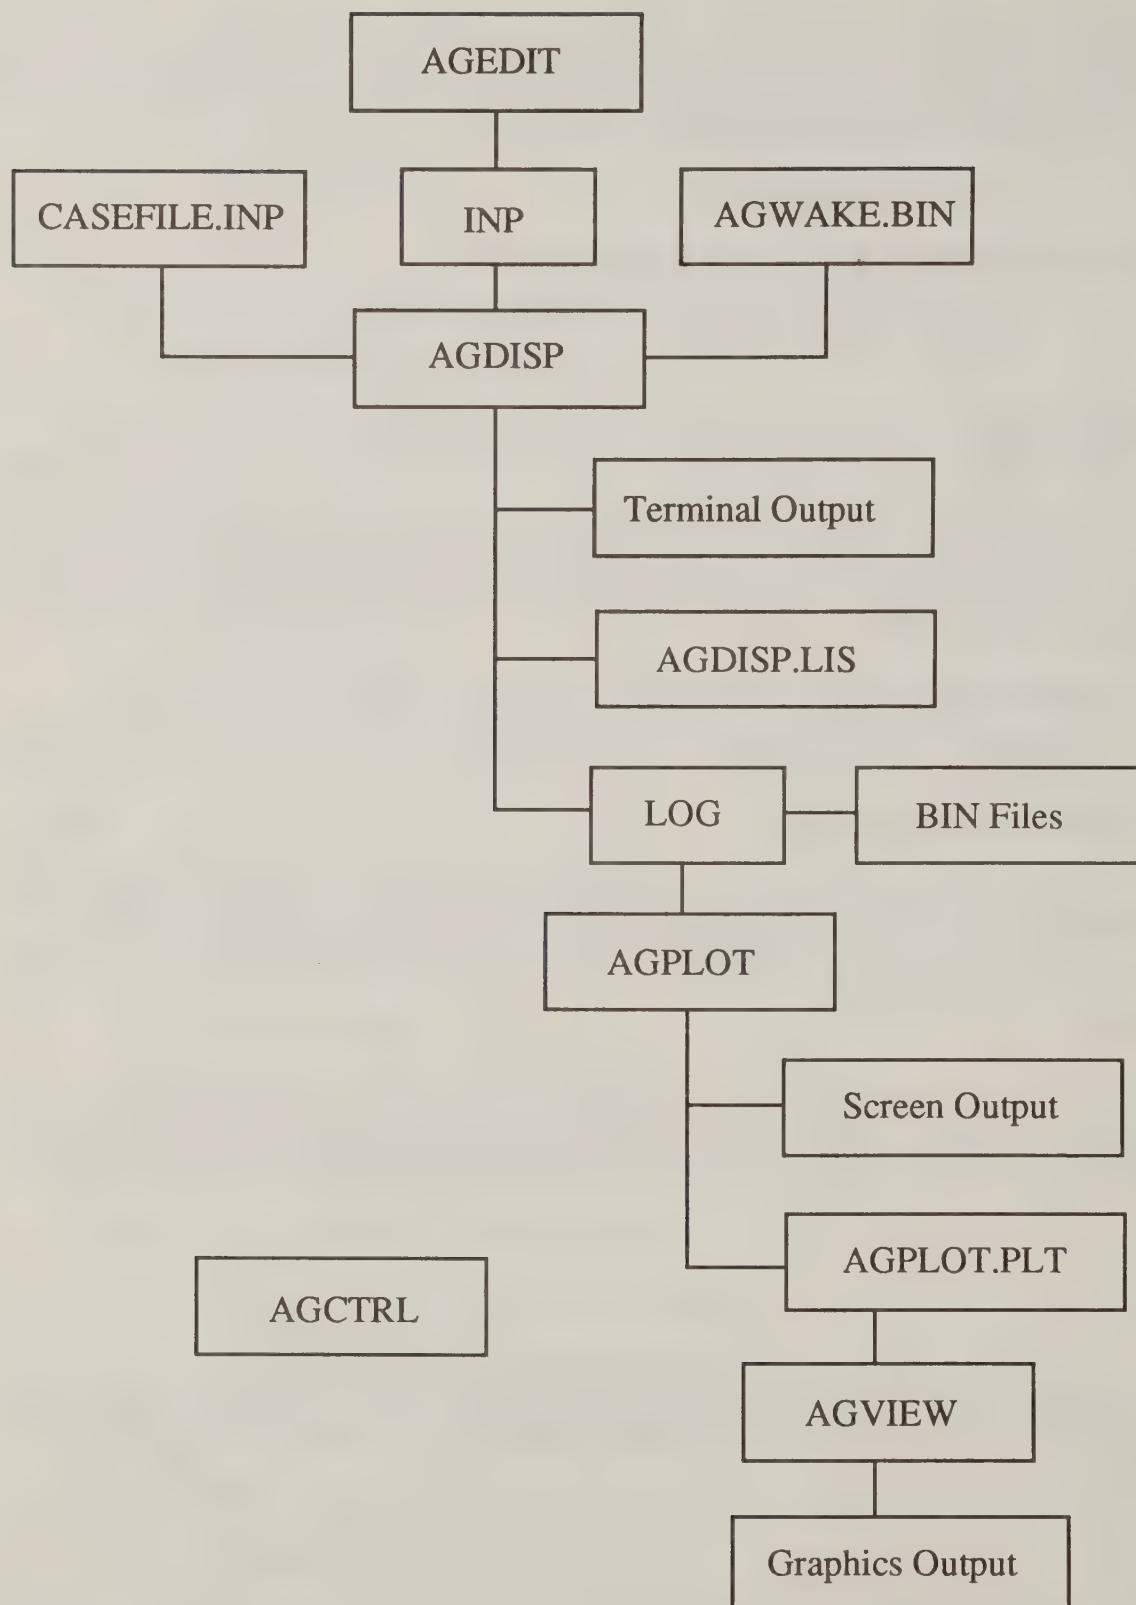 AGEDIT
CASEFILE.INP
INP
AGWAKE.BIN
AGDISP
Terminal Output
AGDISP.LIS
LOG
BIN Files
AGPLOT
Screen Output
AGPLOT.PLT
AGCTRL
AGVIEW
Graphics Output